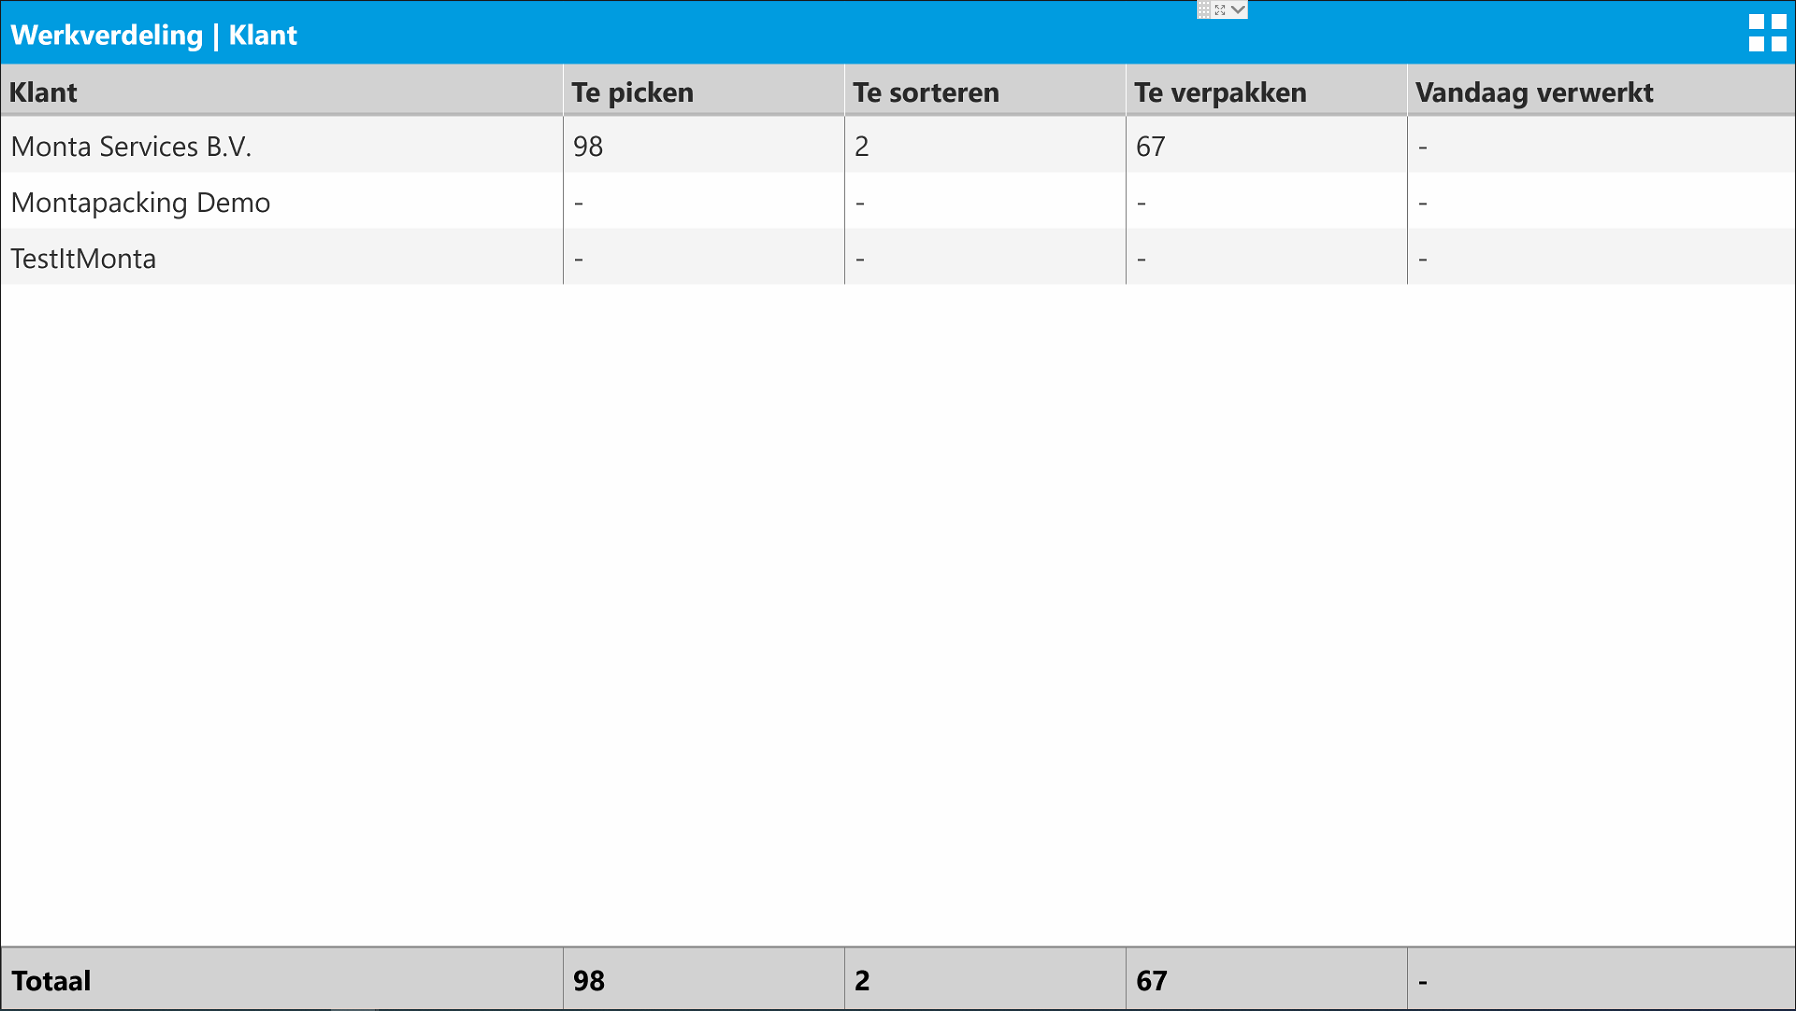 Werkverdeling | Klant
Klant Te picken Te sorteren Te verpakken Vandaag verwerkt
Monta Services B.V. 98 2 67 -
Montapacking Demo - - - -
TestItMonta - - - -
Totaal 98 2 67 -